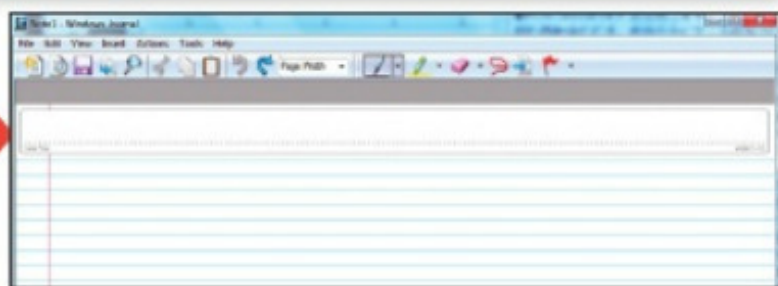 Note1 - Windows Journal
File Edit View Insert Actions Tools Help
Page Width